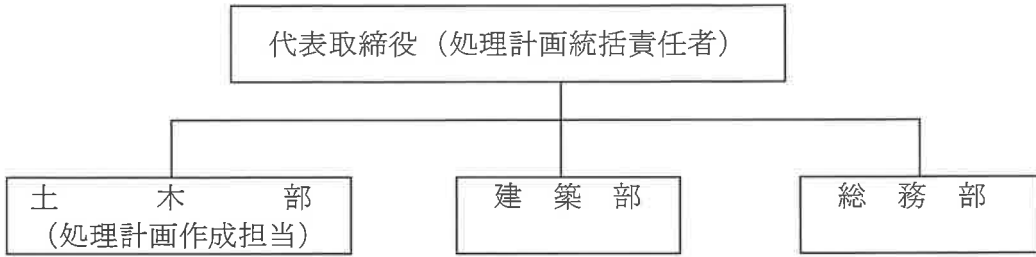 代表取締役（処理計画統括責任者）
土木部
（処理計画作成担当）
建築部
総務部